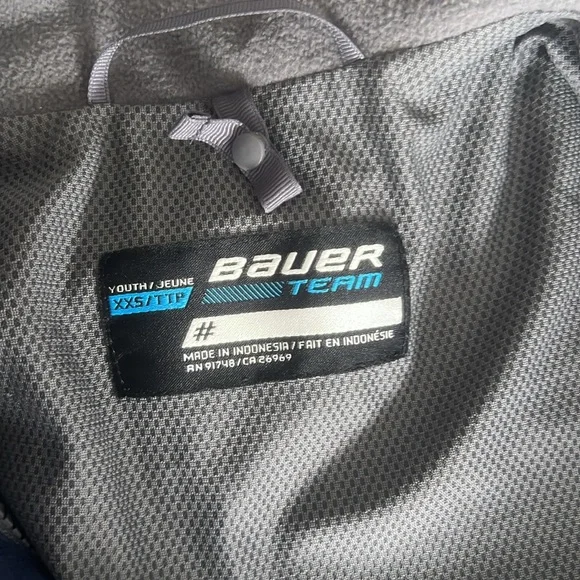 YOUTH / JEUNE
XXS / TTP
BAUER
TEAM
#
MADE IN INDONESIA / FAIT EN INDONÉSIE
RN 91748 / CA 26969